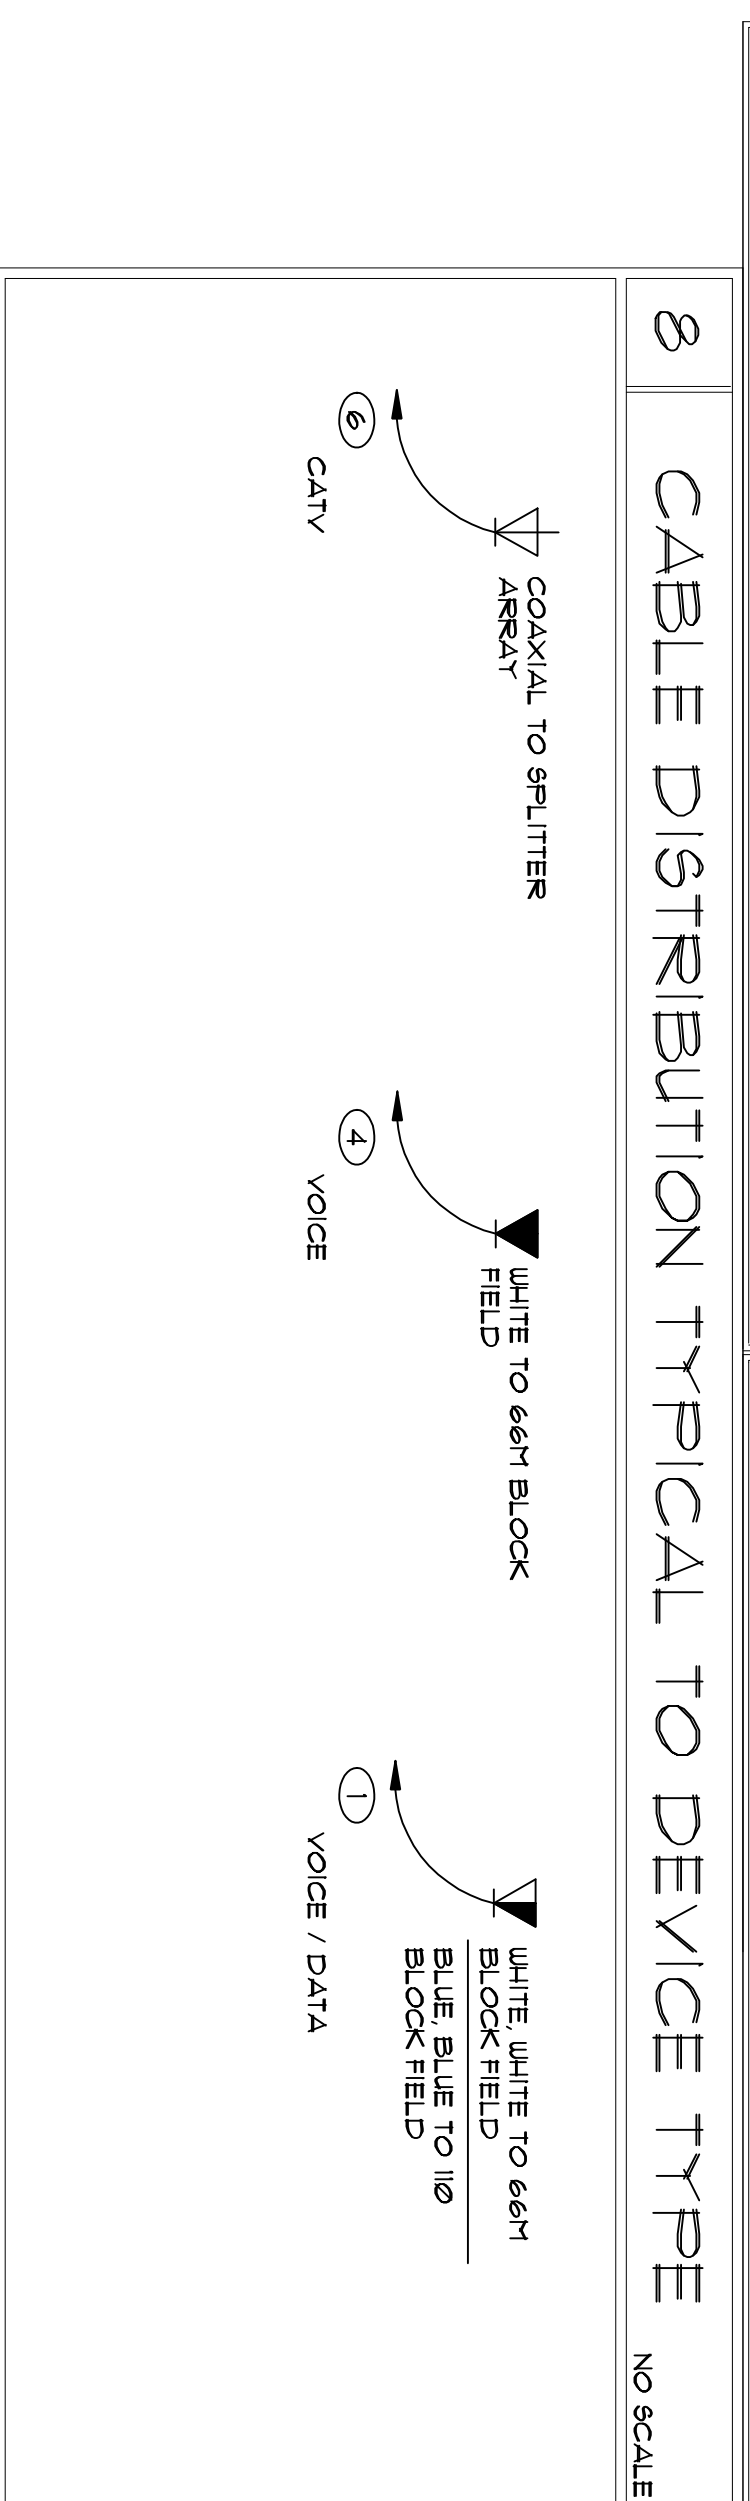 8
CABLE DISTRIBUTION TYPICAL TO DEVICE TYPE
NO SCALE
COAXIAL TO SPLITTER
ARRAY
6
CATV
WHITE TO 66M BLOCK
FIELD
4
VOICE
WHITE, WHITE TO 66M
BLOCK FIELD
BLUE, BLUE TO 110
BLOCK FIELD
1
VOICE / DATA